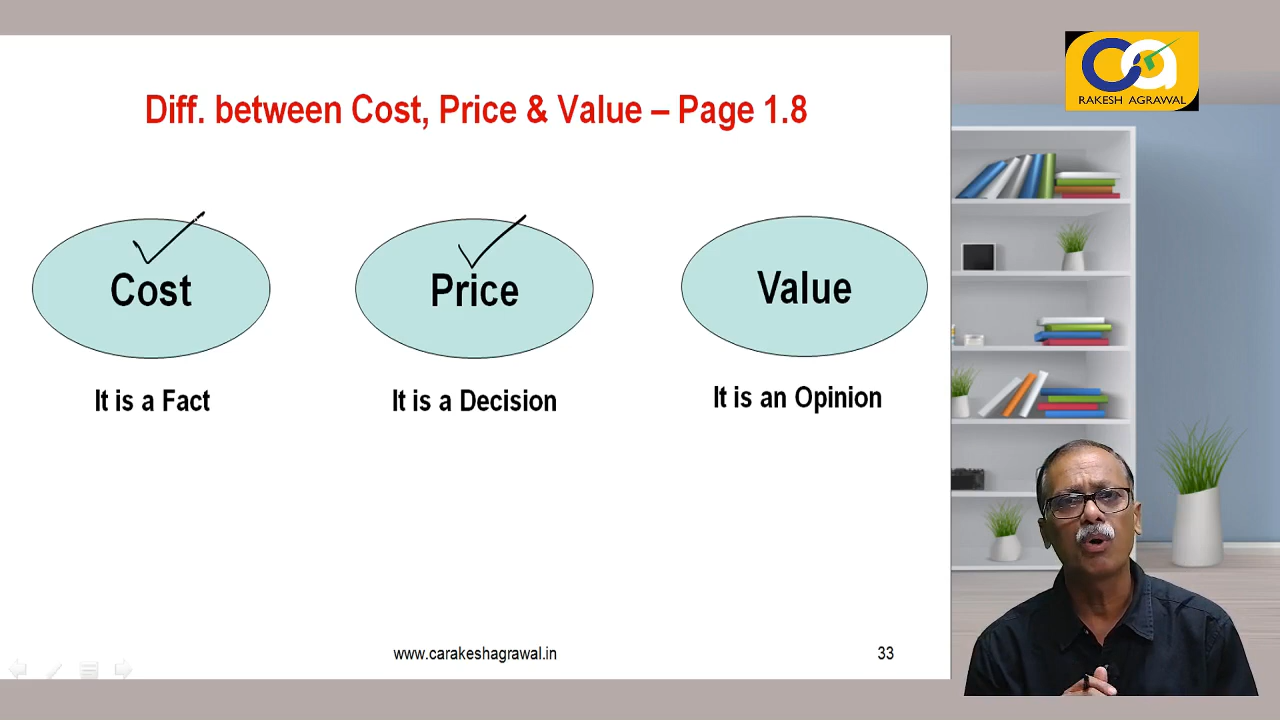 Ca
RAKESH AGRAWAL
Diff. between Cost, Price & Value – Page 1.8
Cost
Price
Value
It is a Fact
It is a Decision
It is an Opinion
www.carakeshagrawal.in
33